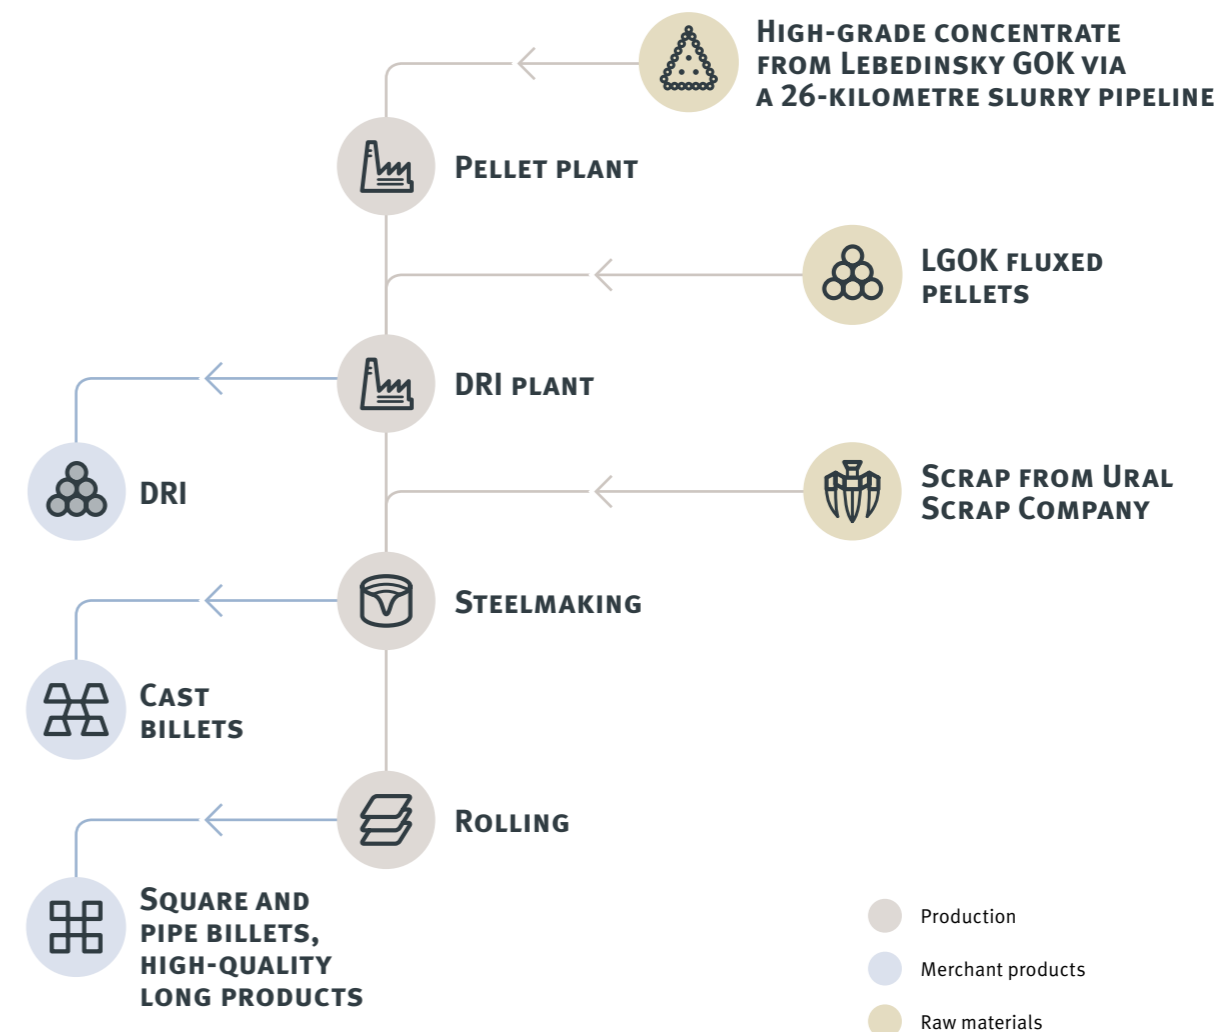 High-grade concentrate
from Lebedinsky GOK via
a 26-kilometre slurry pipeline
Pellet plant
LGOK fluxed
pellets
DRI plant
DRI
Scrap from Ural
Scrap Company
Steelmaking
Cast
billets
Rolling
Square and
pipe billets,
high-quality
long products
Production
Merchant products
Raw materials